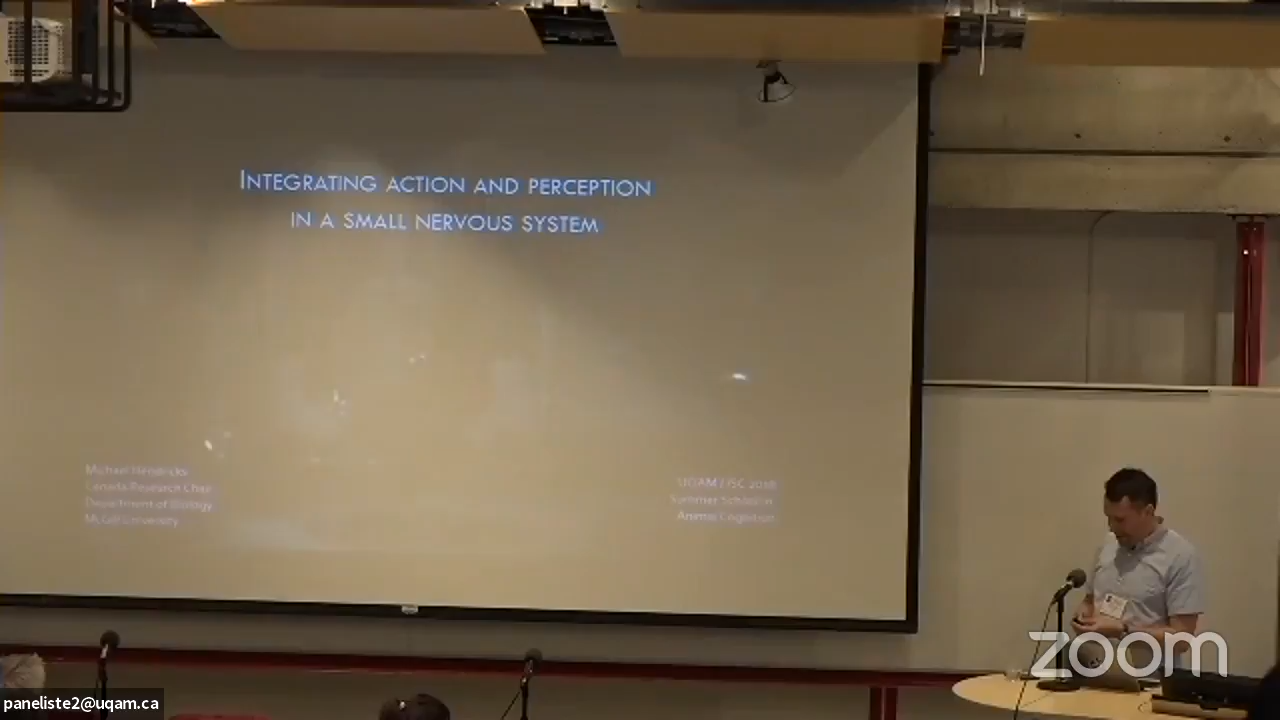 INTEGRATING ACTION AND PERCEPTION
IN A SMALL NERVOUS SYSTEM
Michael Hendricks
Canada Research Chair
Department of Biology
McGill University
UQAM / ISC 2018
Summer School in
Animal Cognition
zoom
paneliste2@uqam.ca